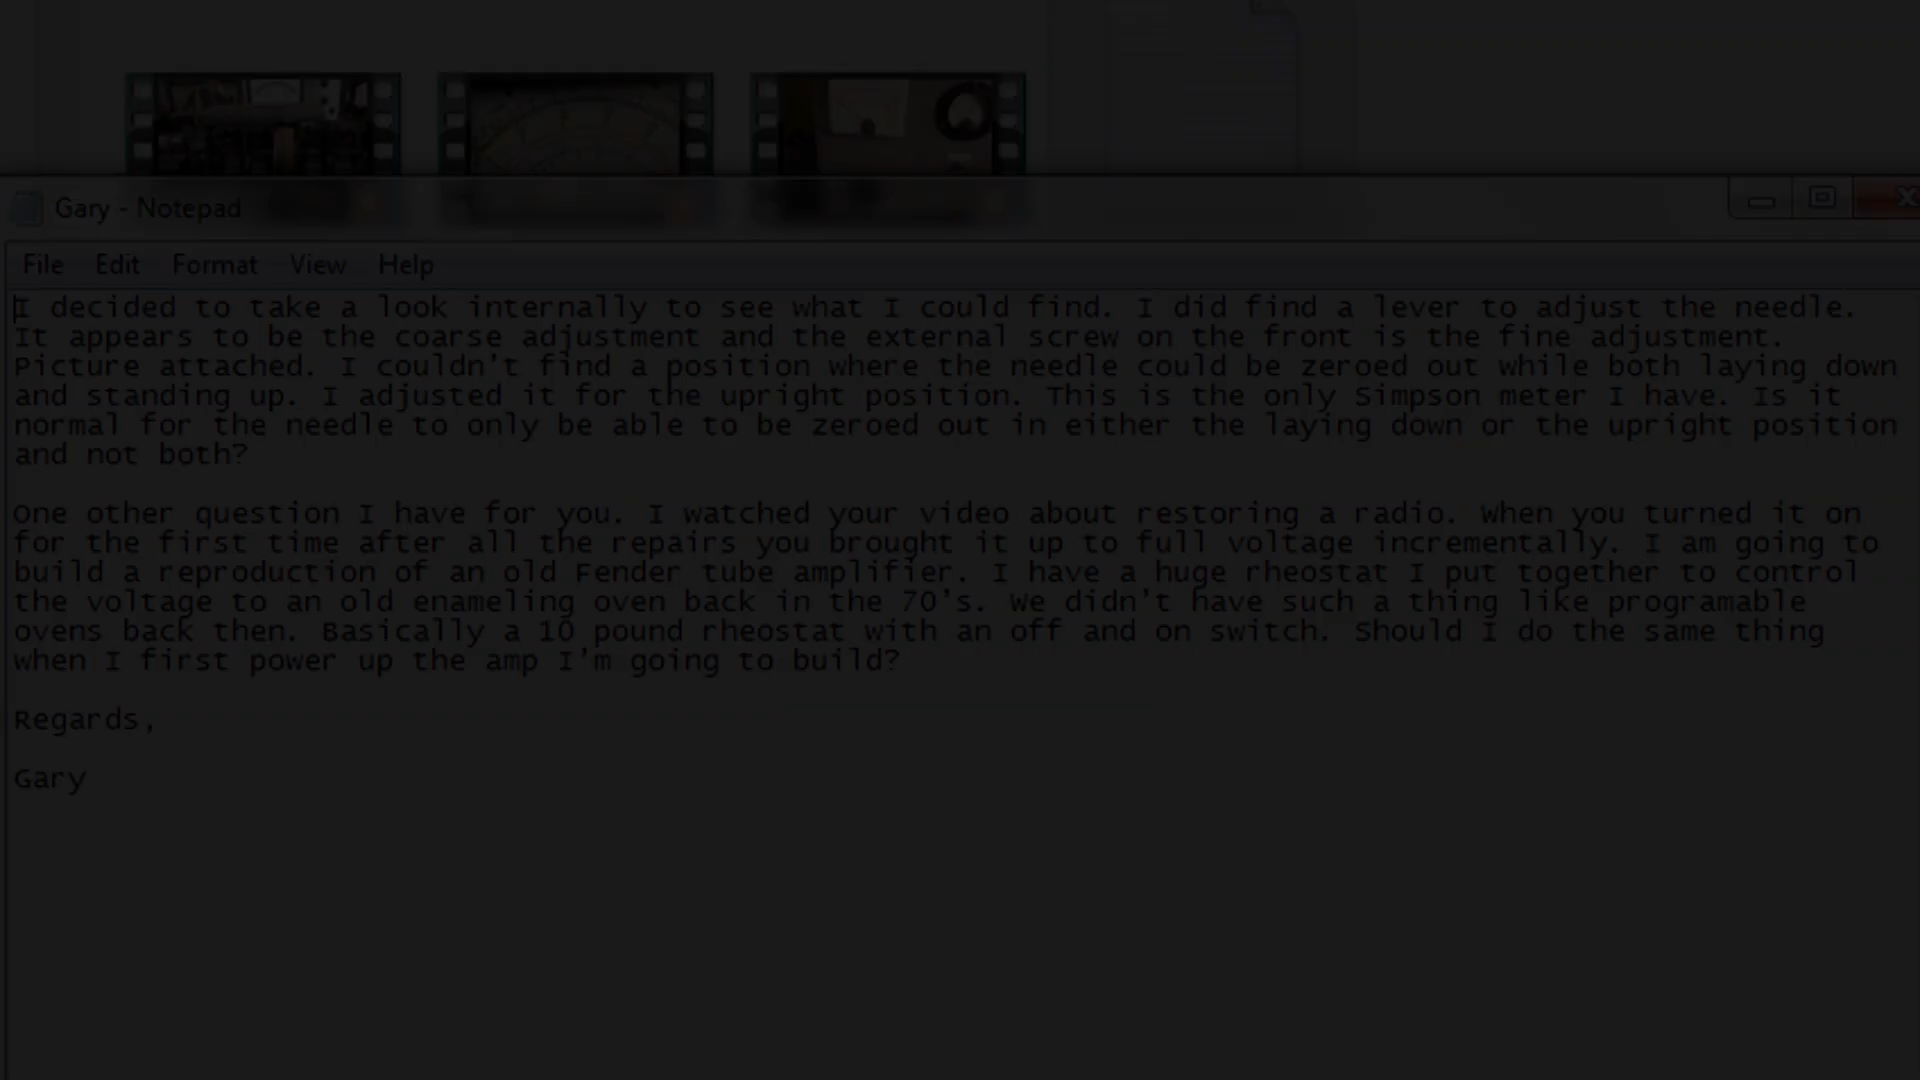 Gary - Notepad
File Edit Format View Help
I decided to take a look internally to see what I could find. I did find a lever to adjust the needle.
It appears to be the coarse adjustment and the external screw on the front is the fine adjustment.
Picture attached. I couldn't find a position where the needle could be zeroed out while both laying down
and standing up. I adjusted it for the upright position. This is the only Simpson meter I have. Is it
normal for the needle to only be able to be zeroed out in either the laying down or the upright position
and not both?
One other question I have for you. I watched your video about restoring a radio. When you turned it on
for the first time after all the repairs you brought it up to full voltage incrementally. I am going to
build a reproduction of an old Fender tube amplifier. I have a huge rheostat I put together to control
the voltage to an old enameling oven back in the 70's. We didn't have such a thing like programable
ovens back then. Basically a 10 pound rheostat with an off and on switch. Should I do the same thing
when I first power up the amp I'm going to build?
Regards,
Gary